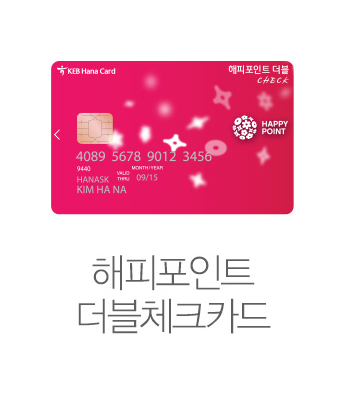 KEB Hana Card
해피포인트 더블
CHECK
HAPPY
POINT
4089 5678 9012 3456
9440
MONTH/YEAR
VALID
THRU
09/15
HANASK
KIM HA NA
해피포인트
더블체크카드